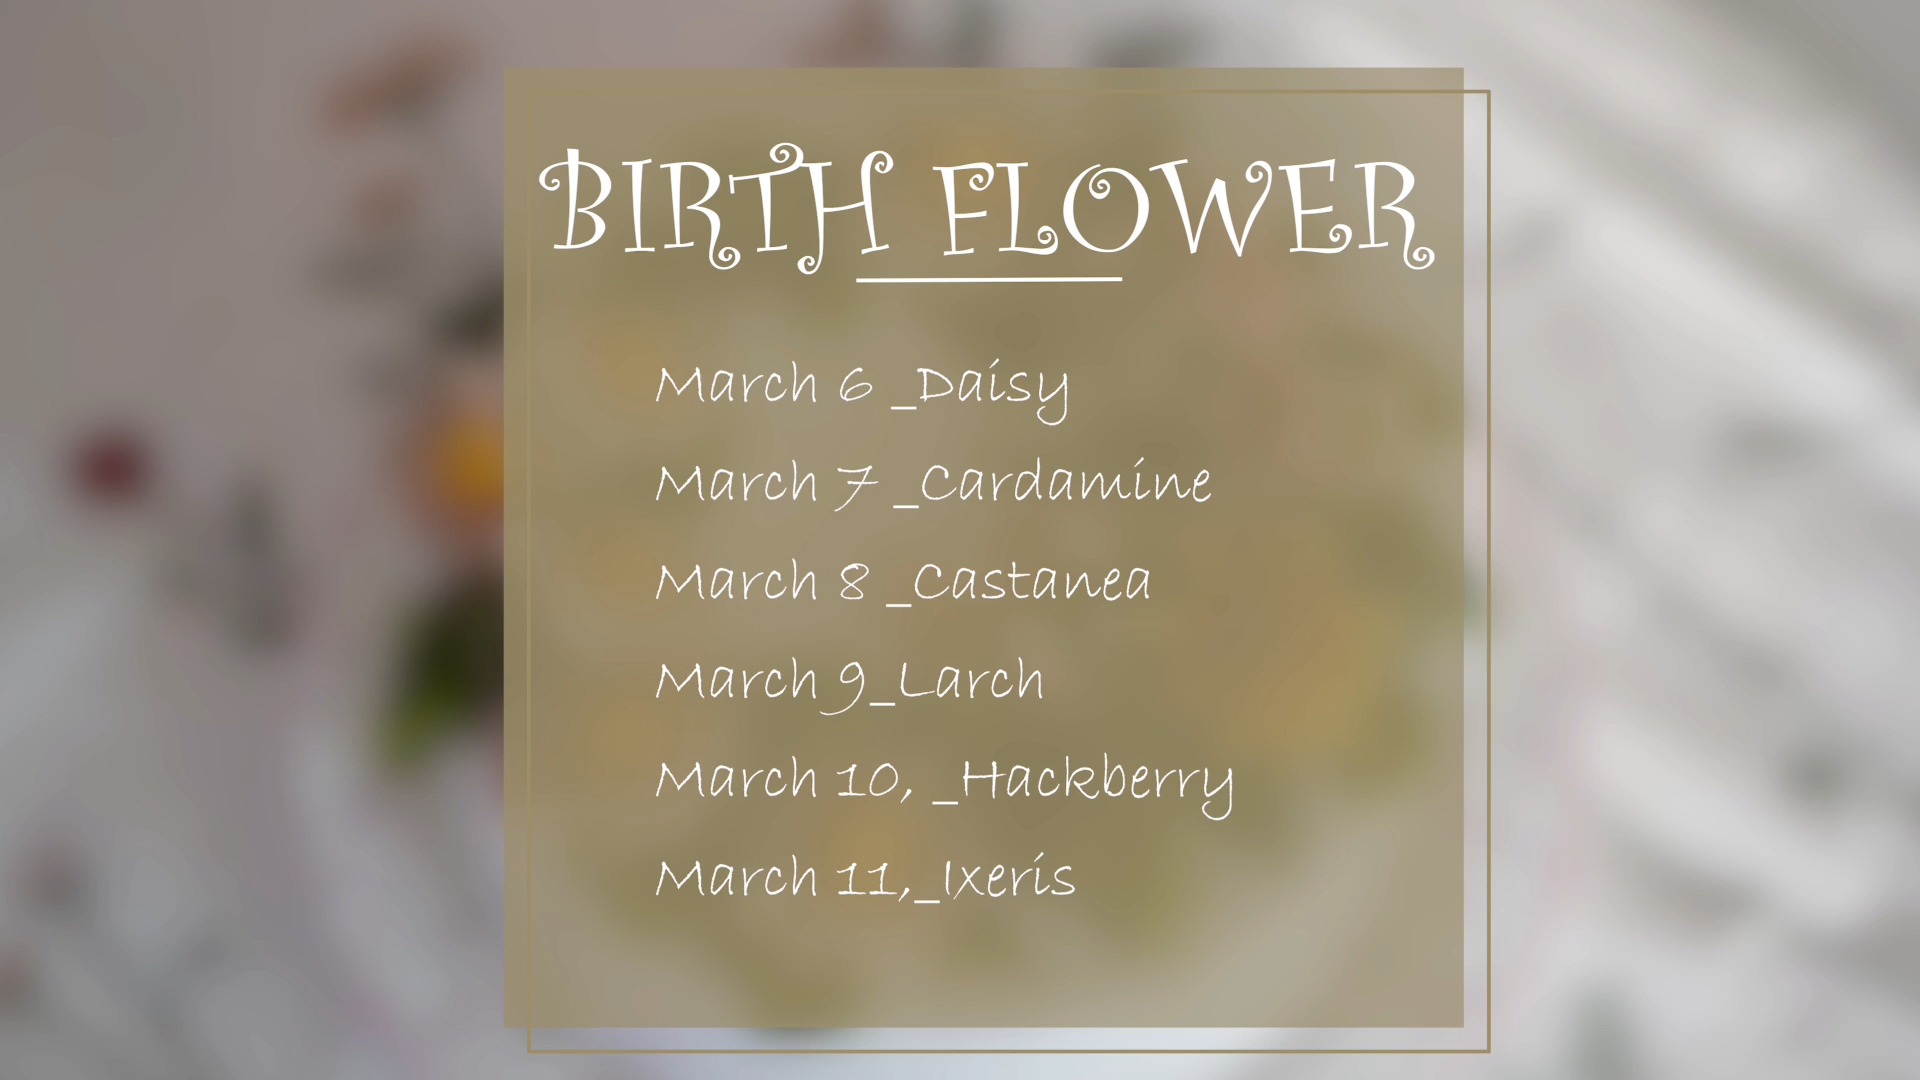 BIRTH FLOWER
March 6 _Daisy
March 7 _Cardamine
March 8 _Castanea
March 9_Larch
March 10, _Hackberry
March 11,_Ixeris